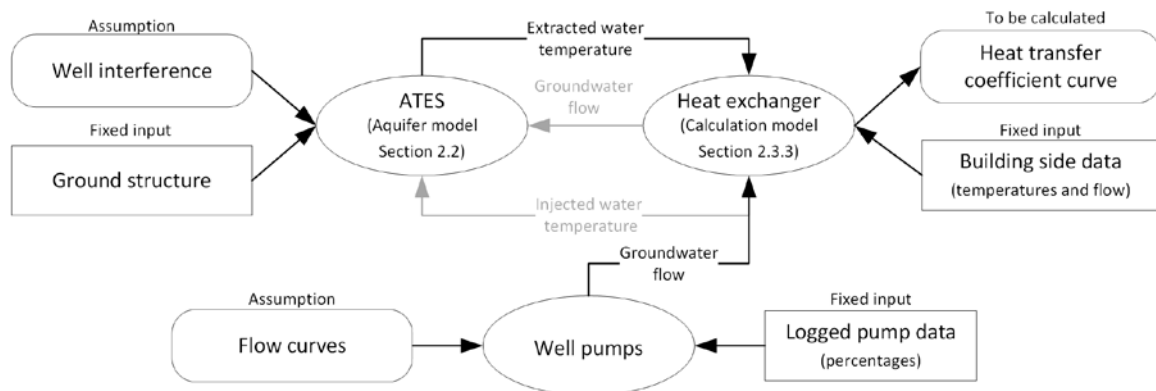 Assumption
Well interference
Fixed input
Ground structure
Extracted water
temperature
Groundwater
flow
ATES
(Aquifer model
Section 2.2)
Heat exchanger
(Calculation model
Section 2.3.3)
To be calculated
Heat transfer
coefficient curve
Fixed input
Building side data
(temperatures and flow)
Injected water
temperature
Groundwater
flow
Assumption
Flow curves
Well pumps
Fixed input
Logged pump data
(percentages)